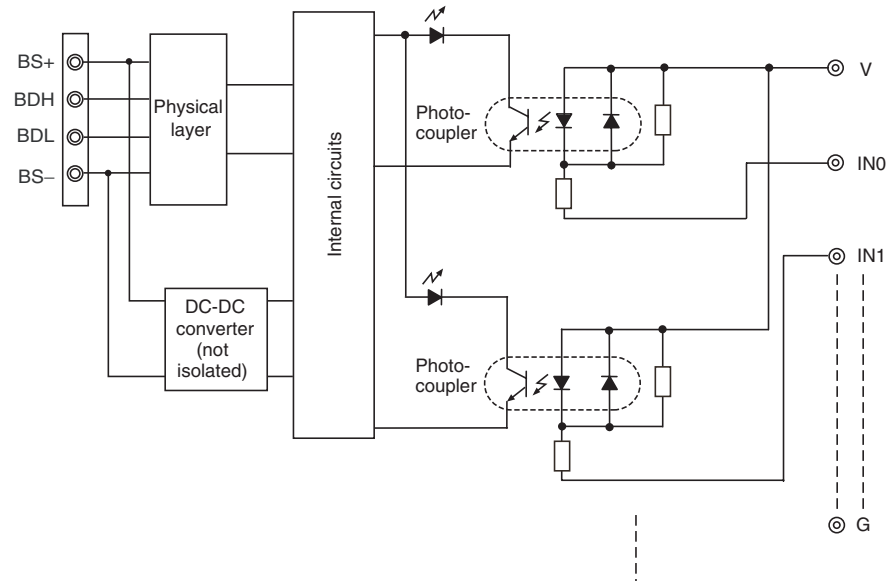 BS+
BDH
BDL
BS−
Physical
layer
DC-DC
converter
(not
isolated)
Internal circuits
Photo-
coupler
Photo-
coupler
V
IN0
IN1
G